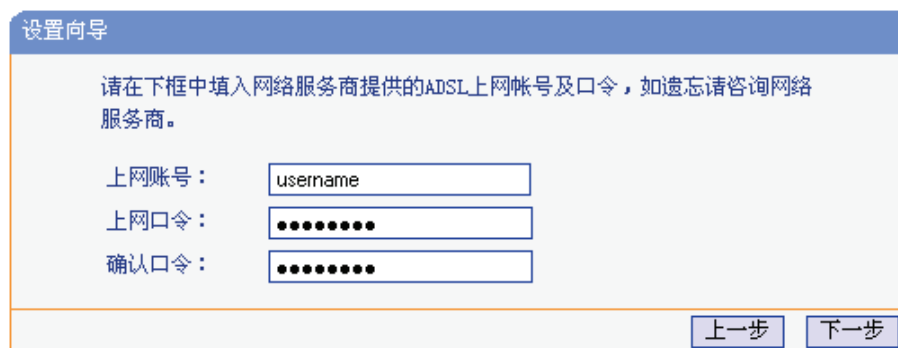 设置向导
请在下框中填入网络服务商提供的ADSL上网帐号及口令，如遗忘请咨询网络
服务商。
上网账号： username
上网口令： ●●●●●●●●
确认口令： ●●●●●●●●
上一步 下一步